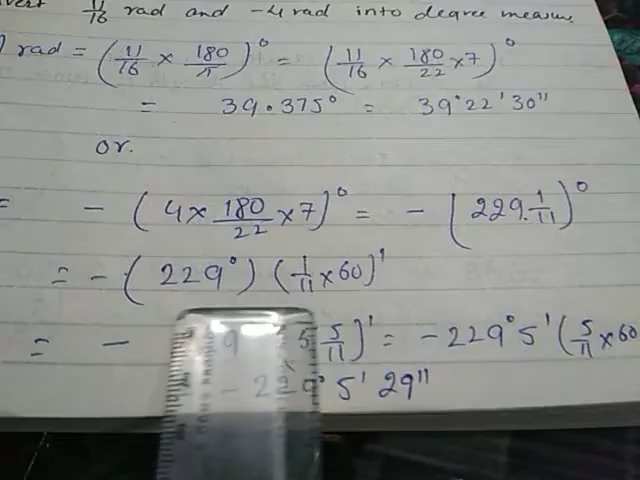 11/16 rad and -4 rad into degree measure
rad = (11/16 × 180/π)° = (11/16 × 180/22 × 7)°
= 39.375° = 39°22'30"
or
= - (4 × 180/22 × 7)° = - (229. 1/11)°
= - (229°) (1/11 × 60)'
= - 9 5 5/11)' = -229°5' (5/11 × 60
- 229° 5' 29"